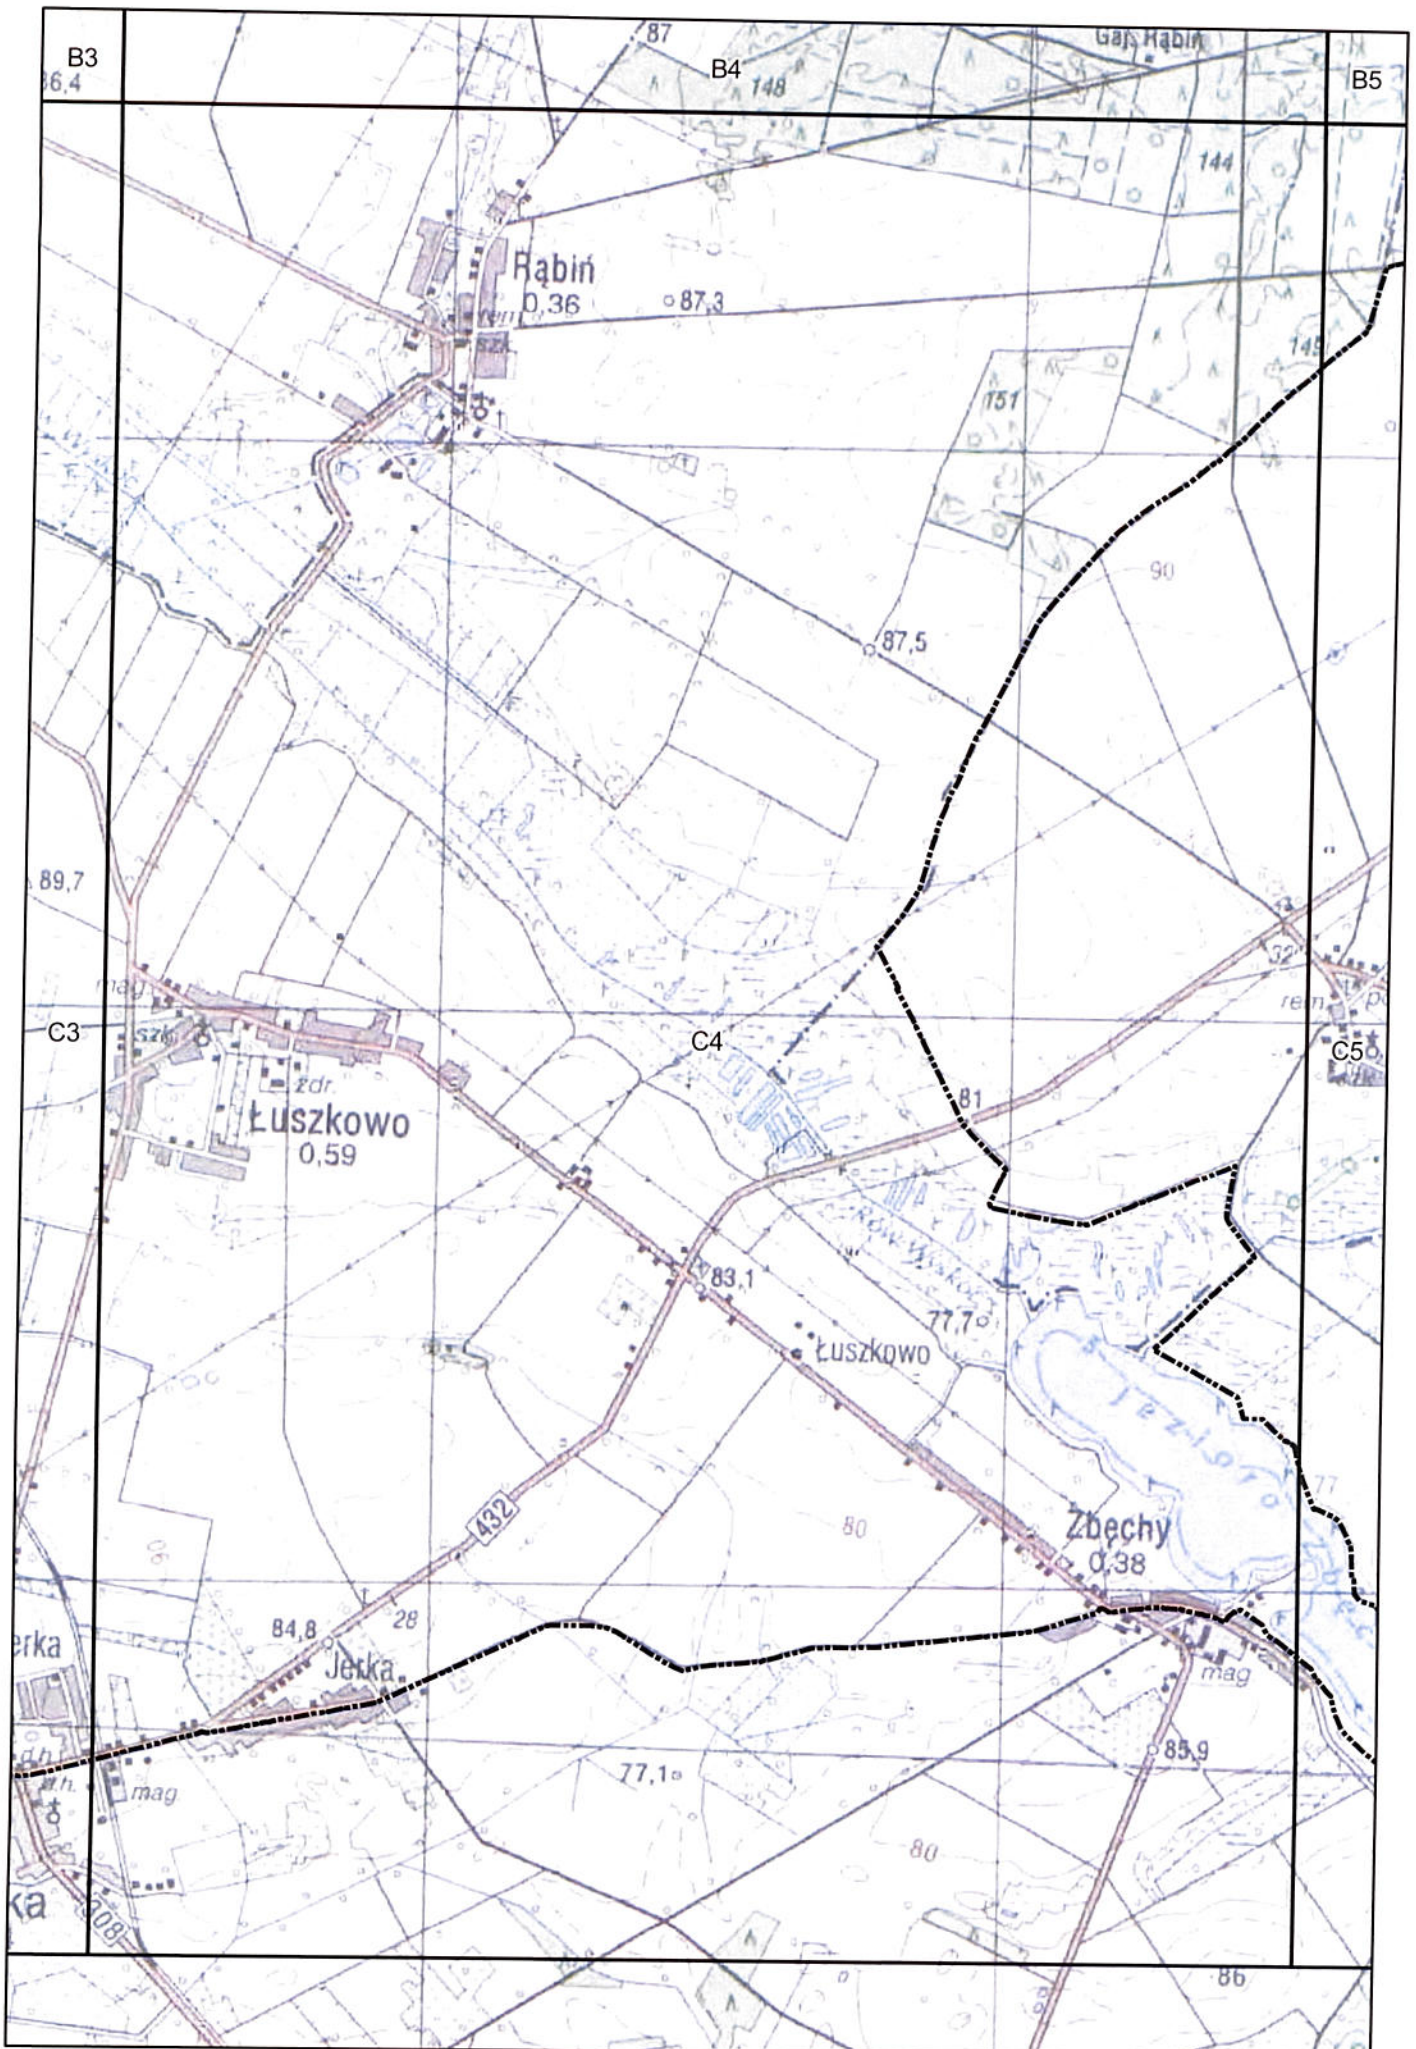 B3
B4
B5
87
Gaj. Rąbiń
36,4
148
144
Rąbiń
0,36
87,3
szk.
149
151
90
87,5
89,7
mag
32
rem.
szk.
C3
C4
C5
zdr.
81
Łuszkowo
0,59
Rów Wyskoć
83,1
77,7
Łuszkowo
Jezioro
77
432
80
90
Zbęchy
0,38
28
84,8
erka
Jerka
mag
d.h.
85,9
d.h.
77,1
mag
80
ka
308
86